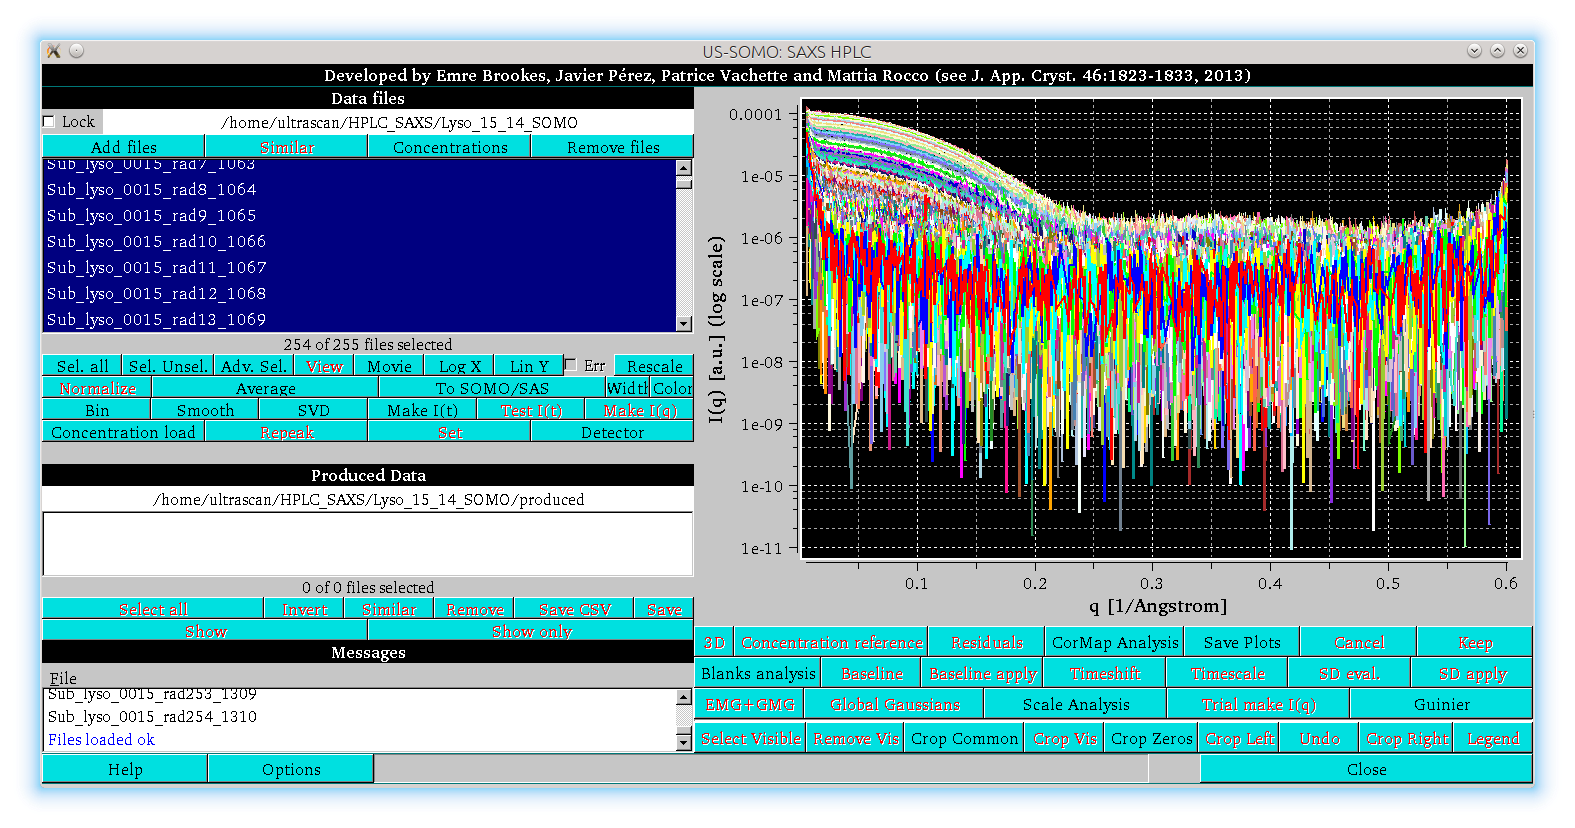 US-SOMO: SAXS HPLC
Developed by Emre Brookes, Javier Pérez, Patrice Vachette and Mattia Rocco (see J. App. Cryst. 46:1823-1833, 2013)
Data files
Lock /home/ultrascan/HPLC_SAXS/Lyso_15_14_SOMO
Add files Similar Concentrations Remove files
Sub_lyso_0015_rad7_1063
Sub_lyso_0015_rad8_1064
Sub_lyso_0015_rad9_1065
Sub_lyso_0015_rad10_1066
Sub_lyso_0015_rad11_1067
Sub_lyso_0015_rad12_1068
Sub_lyso_0015_rad13_1069
254 of 255 files selected
Sel. all Sel. Unsel. Adv. Sel. View Movie Log X Lin Y Err Rescale
Normalize Average To SOMO/SAS Width Color
Bin Smooth SVD Make I(t) Test I(t) Make I(q)
Concentration load Repeak Set Detector
Produced Data
/home/ultrascan/HPLC_SAXS/Lyso_15_14_SOMO/produced
0 of 0 files selected
Select all Invert Similar Remove Save CSV Save
Show Show only
Messages
File
Sub_lyso_0015_rad253_1309
Sub_lyso_0015_rad254_1310
Files loaded ok
Help Options
I(q) [a.u.] (log scale)
0.0001
1e-05
1e-06
1e-07
1e-08
1e-09
1e-10
1e-11
0.1 0.2 0.3 0.4 0.5 0.6
q [1/Angstrom]
3D Concentration reference Residuals CorMap Analysis Save Plots Cancel Keep
Blanks analysis Baseline Baseline apply Timeshift Timescale SD eval. SD apply
EMG+GMG Global Gaussians Scale Analysis Trial make I(q) Guinier
Select Visible Remove Vis Crop Common Crop Vis Crop Zeros Crop Left Undo Crop Right Legend
Close